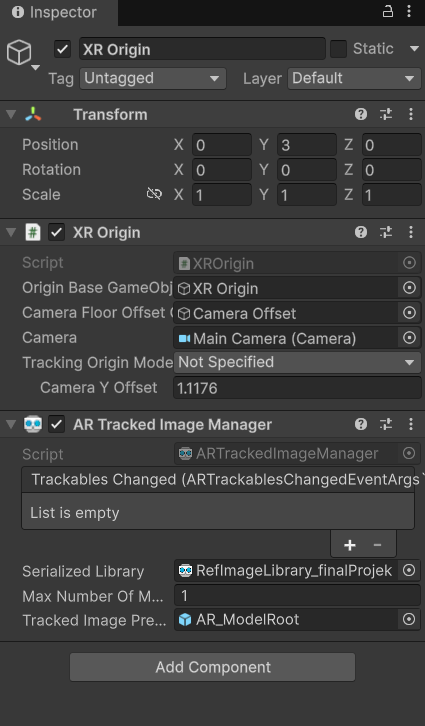 Inspector
XR Origin Static
Tag Untagged Layer Default
Transform
Position X 0 Y 3 Z 0
Rotation X 0 Y 0 Z 0
Scale X 1 Y 1 Z 1
XR Origin
Script XROrigin
Origin Base GameObj XR Origin
Camera Floor Offset Camera Offset
Camera Main Camera (Camera)
Tracking Origin Mode Not Specified
Camera Y Offset 1.1176
AR Tracked Image Manager
Script ARTrackedImageManager
Trackables Changed (ARTrackablesChangedEventArgs
List is empty
+ −
Serialized Library RefImageLibrary_finalProjek
Max Number Of M... 1
Tracked Image Pre... AR_ModelRoot
Add Component